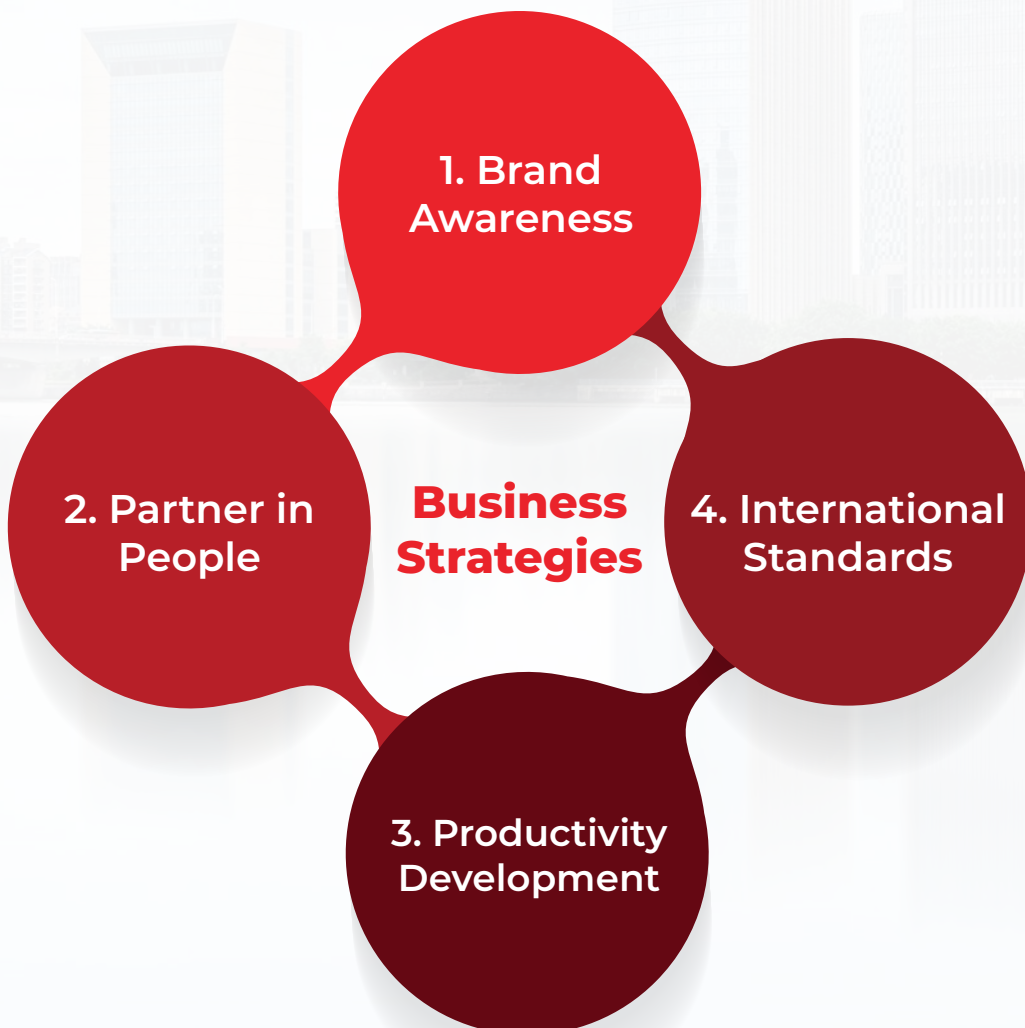 1. Brand
Awareness
2. Partner in
People
Business
Strategies
4. International
Standards
3. Productivity
Development